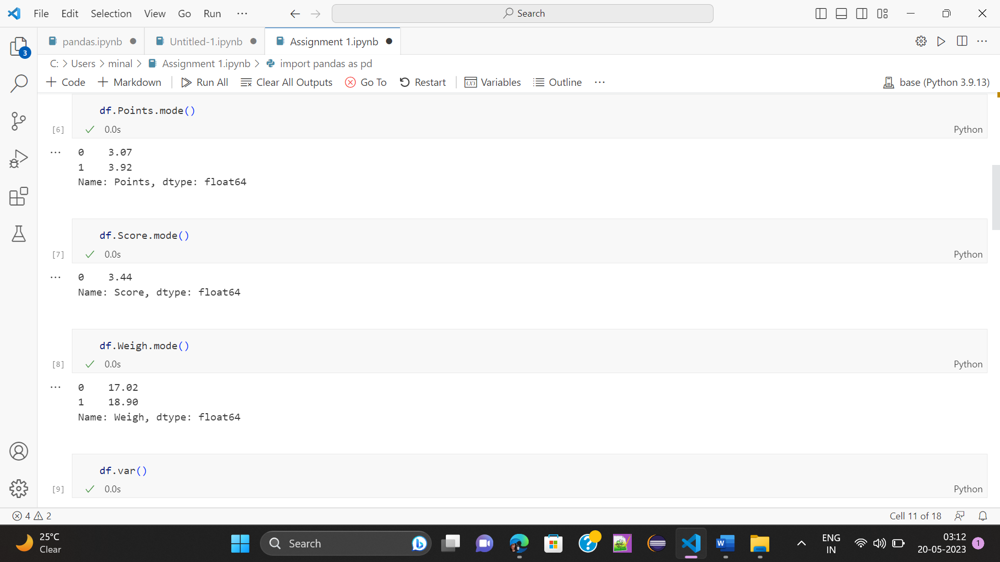 File Edit Selection View Go Run ··· Search
pandas.ipynb Untitled-1.ipynb Assignment 1.ipynb
C: > Users > minal > Assignment 1.ipynb > import pandas as pd
+ Code + Markdown Run All Clear All Outputs Go To Restart Variables Outline ··· base (Python 3.9.13)
3
df.Points.mode()
[6] 0.0s Python
0    3.07
1    3.92
Name: Points, dtype: float64
df.Score.mode()
[7] 0.0s Python
0    3.44
Name: Score, dtype: float64
df.Weigh.mode()
[8] 0.0s Python
0    17.02
1    18.90
Name: Weigh, dtype: float64
df.var()
[9] 0.0s Python
4 2 Cell 11 of 18
25°C
Clear
Search
ENG
IN
03:12
20-05-2023
1